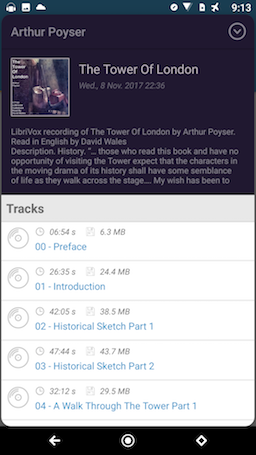 9:13
Arthur Poyser
The Tower Of London
Wed., 8 Nov. 2017 22:36
LibriVox recording of The Tower Of London by Arthur Poyser.
Read in English by David Wales
Description. History. "... those who read this book and have no
opportunity of visiting the Tower expect that the characters in
the moving drama of its history shall have some semblance
of life as they walk across the stage.... My wish has been to
Tracks
06:54 s 6.3 MB
00 - Preface
26:35 s 24.4 MB
01 - Introduction
42:05 s 38.5 MB
02 - Historical Sketch Part 1
47:44 s 43.7 MB
03 - Historical Sketch Part 2
32:12 s 29.5 MB
04 - A Walk Through The Tower Part 1